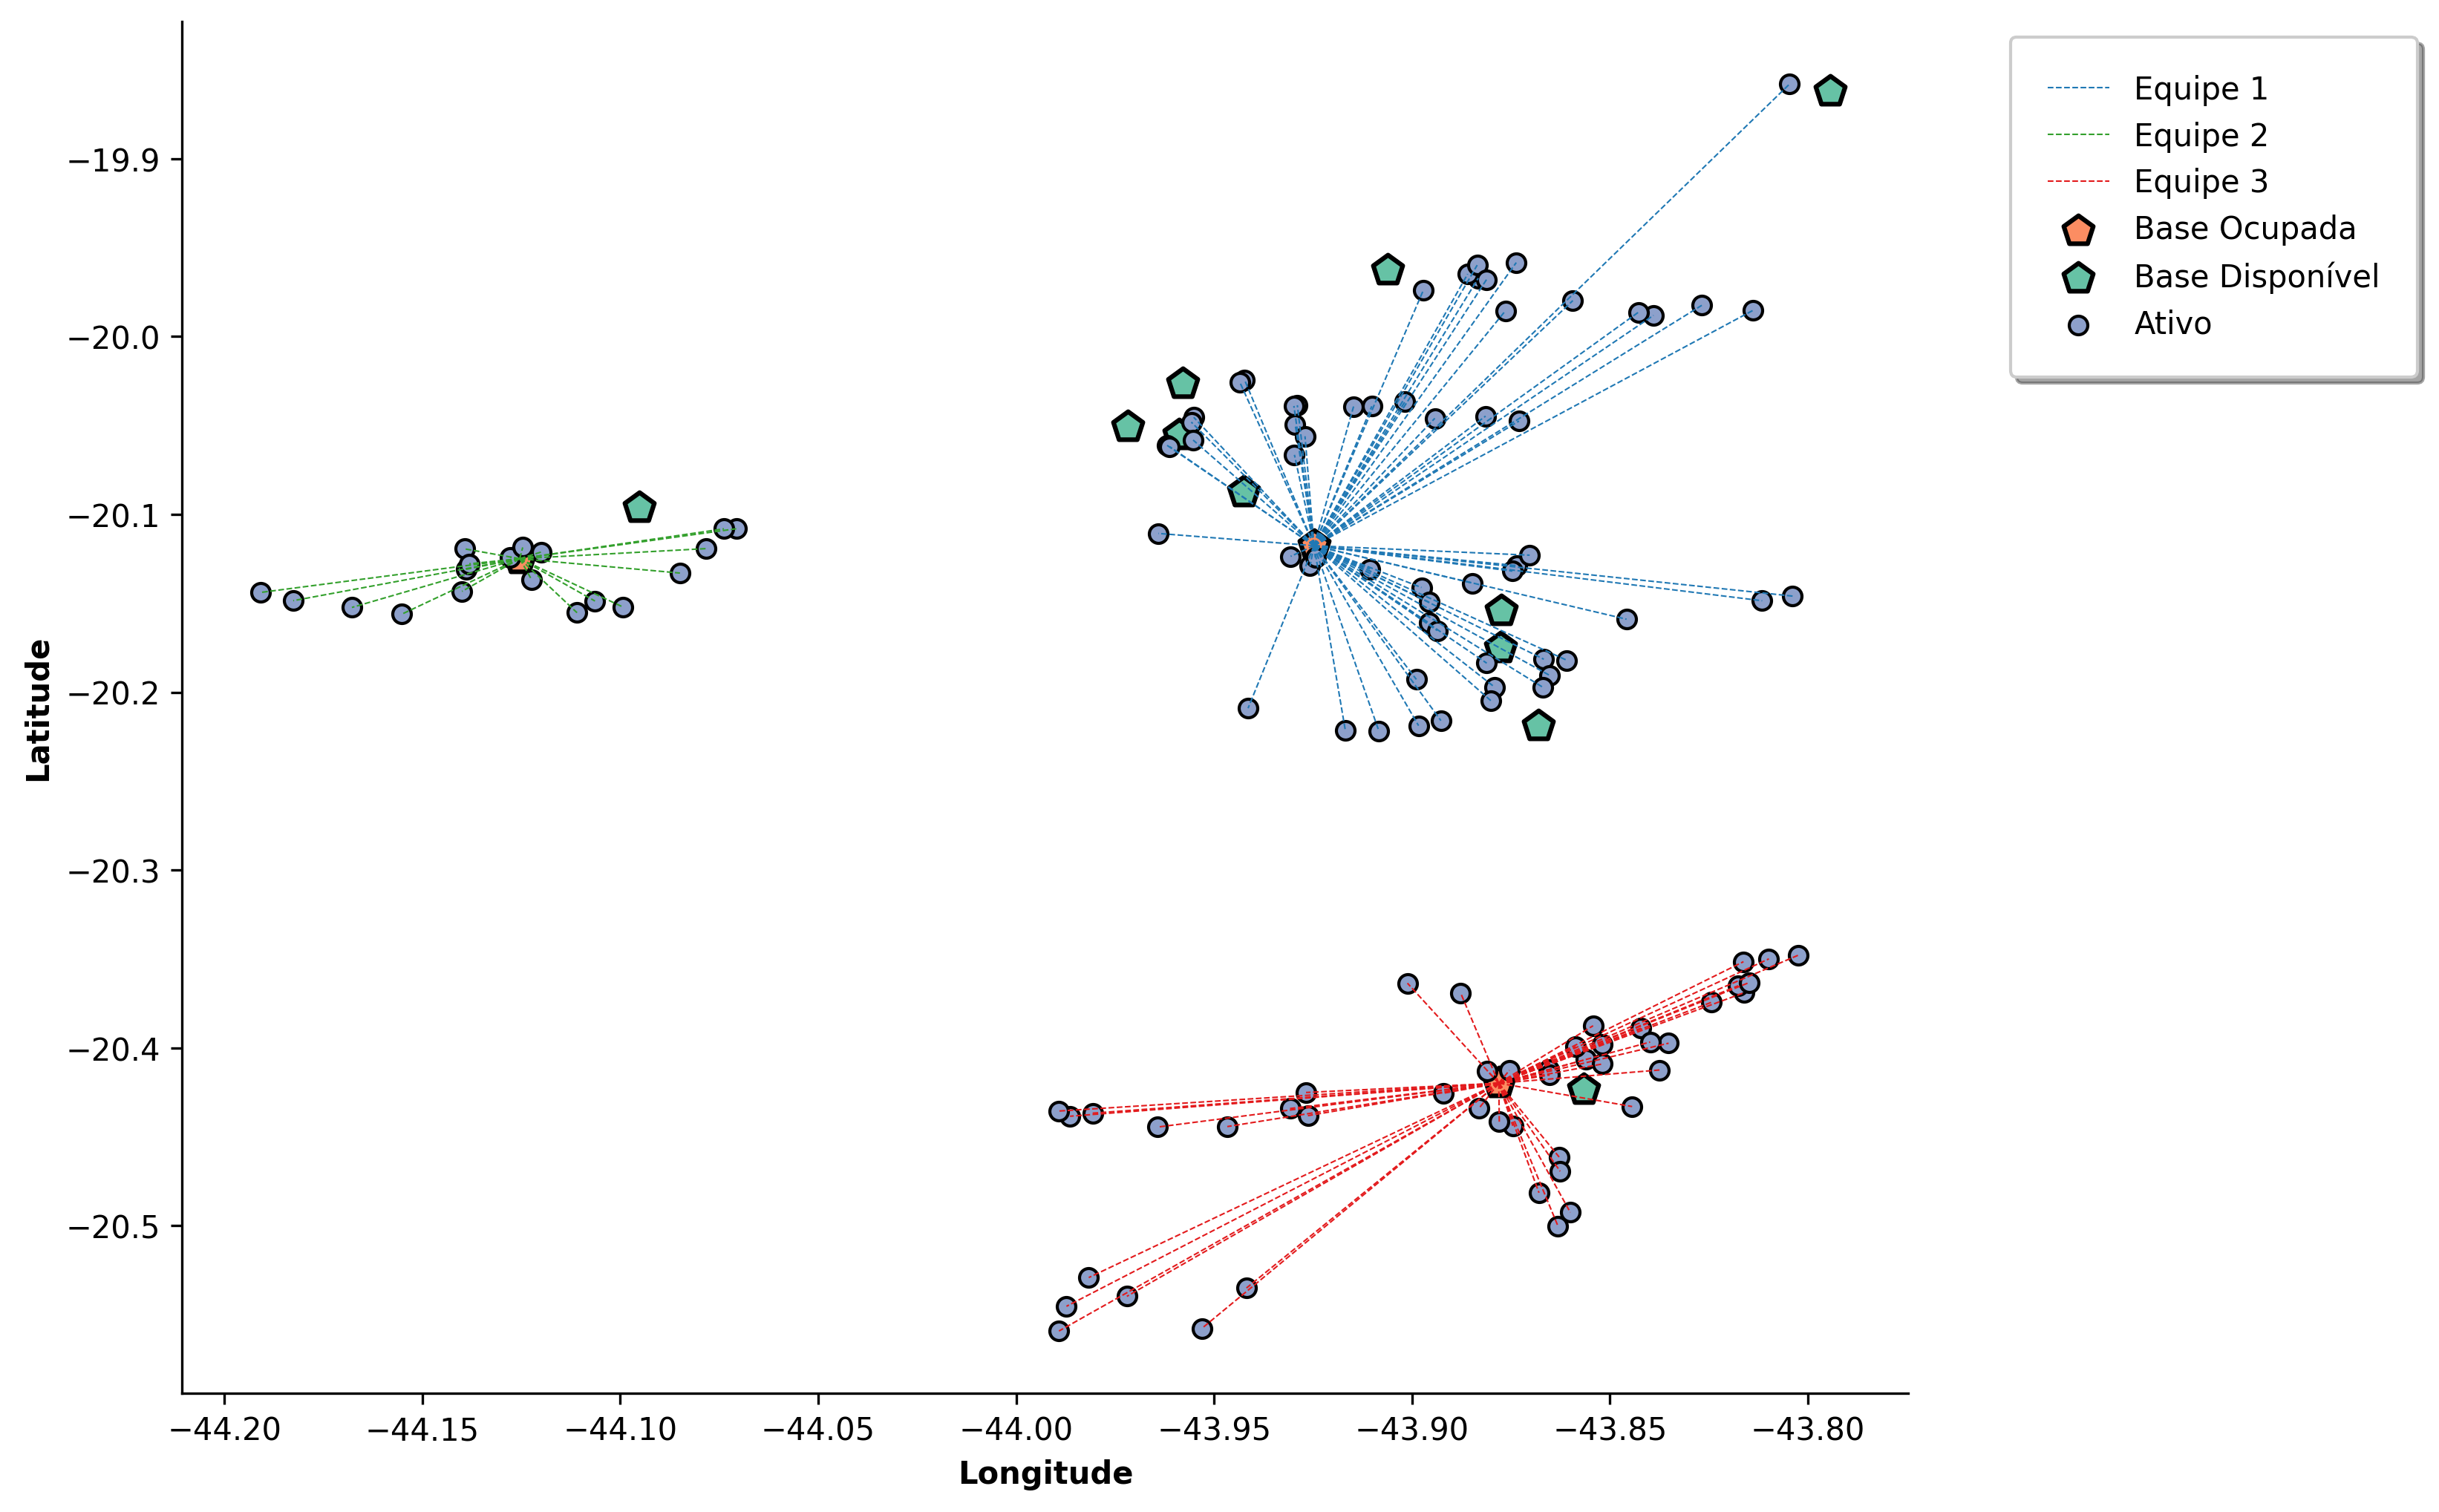 Equipe 1
Equipe 2
Equipe 3
Base Ocupada
Base Disponível
Ativo
−19.9
−20.0
−20.1
−20.2
−20.3
−20.4
−20.5
Latitude
−44.20 −44.15 −44.10 −44.05 −44.00 −43.95 −43.90 −43.85 −43.80
Longitude